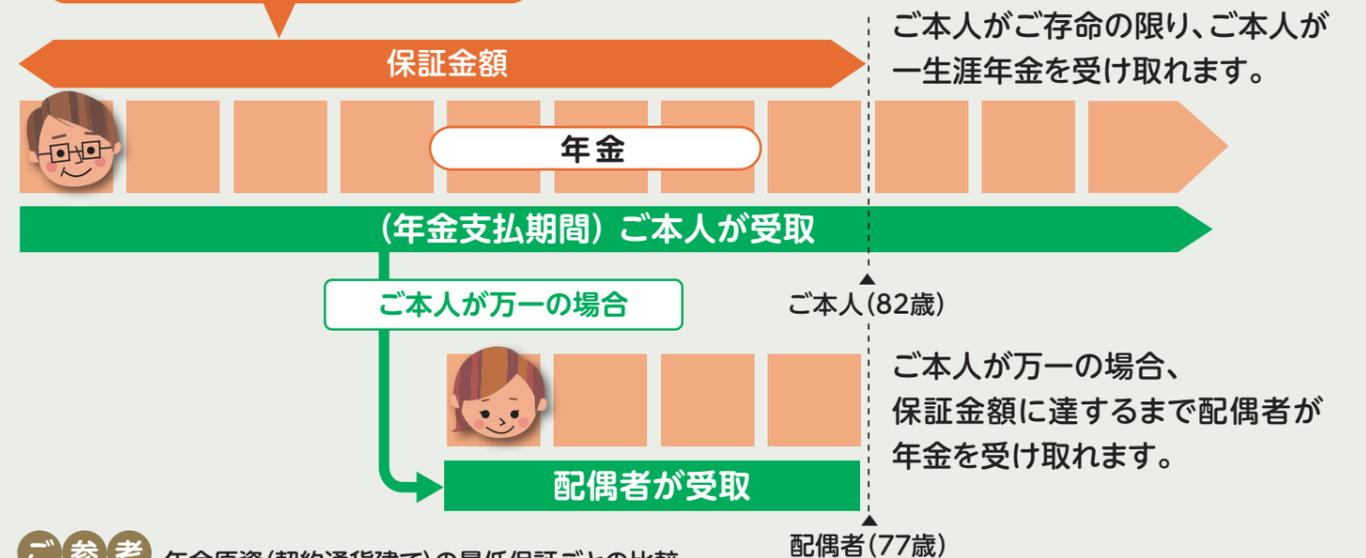 保証金額
ご本人がご存命の限り、ご本人が
一生涯年金を受け取れます。
年金
(年金支払期間) ご本人が受取
ご本人が万一の場合
ご本人(82歳)
ご本人が万一の場合、
保証金額に達するまで配偶者が
年金を受け取れます。
配偶者が受取
配偶者(77歳)
ご参考 年金原資(契約通貨建て)の最低保証ごとの比較